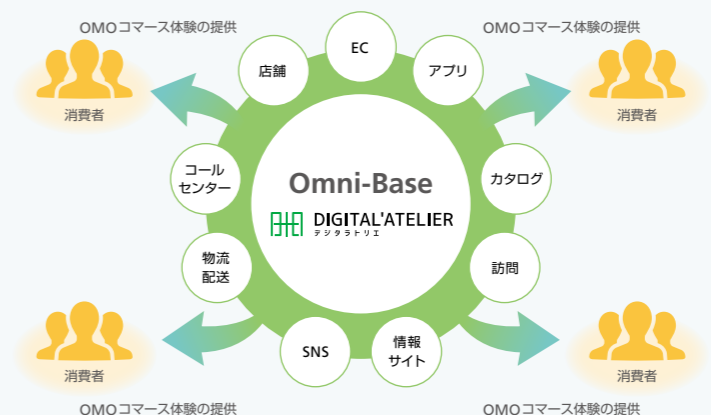 OMOコマース体験の提供
OMOコマース体験の提供
EC
店舗
アプリ
消費者
消費者
コール
センター
カタログ
Omni-Base
DIGITAL'ATELIER
デジタラトリエ
物流
配送
訪問
SNS
情報
サイト
消費者
消費者
OMOコマース体験の提供
OMOコマース体験の提供